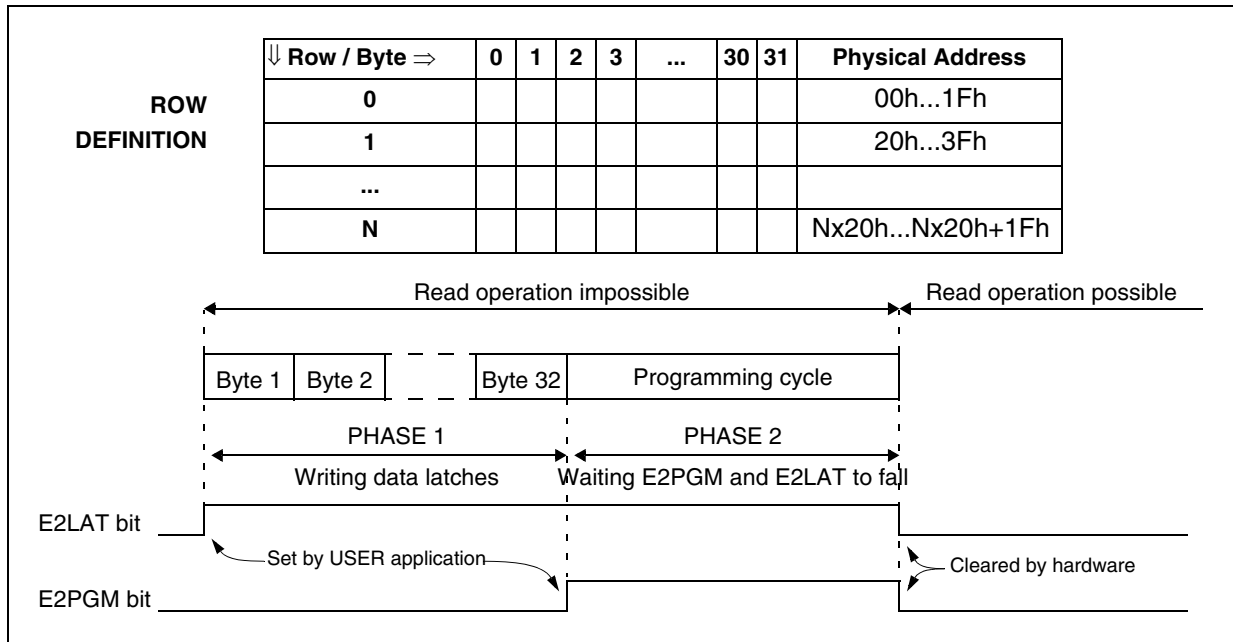 ⇓ Row / Byte ⇒ 0 1 2 3 ... 30 31 Physical Address
ROW DEFINITION
0 00h...1Fh
1 20h...3Fh
...
N Nx20h...Nx20h+1Fh
Read operation impossible Read operation possible
Byte 1 Byte 2 Byte 32 Programming cycle
PHASE 1 PHASE 2
Writing data latches Waiting E2PGM and E2LAT to fall
E2LAT bit
Set by USER application Cleared by hardware
E2PGM bit